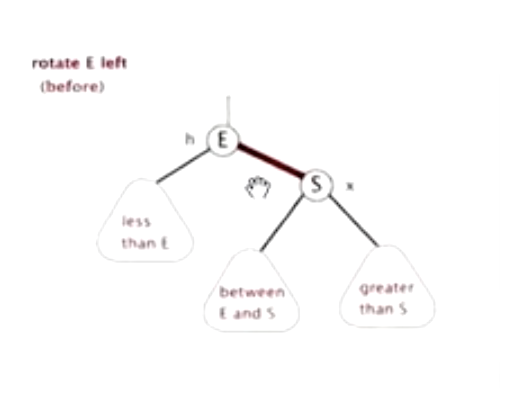 rotate E left
(before)
h
E
S
x
less
than E
between
E and S
greater
than S